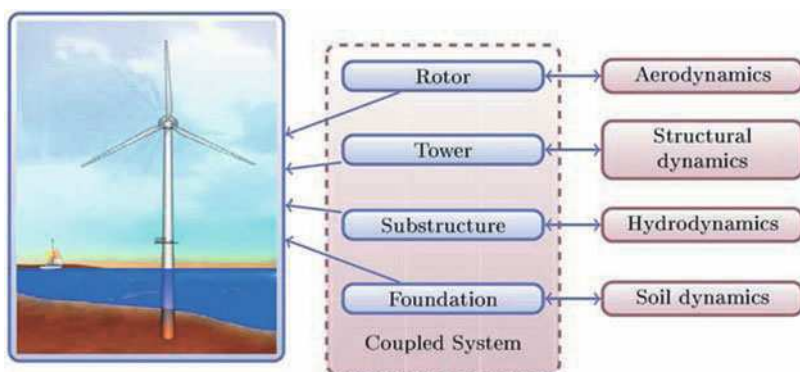 Rotor
Aerodynamics
Tower
Structural
dynamics
Substructure
Hydrodynamics
Foundation
Soil dynamics
Coupled System